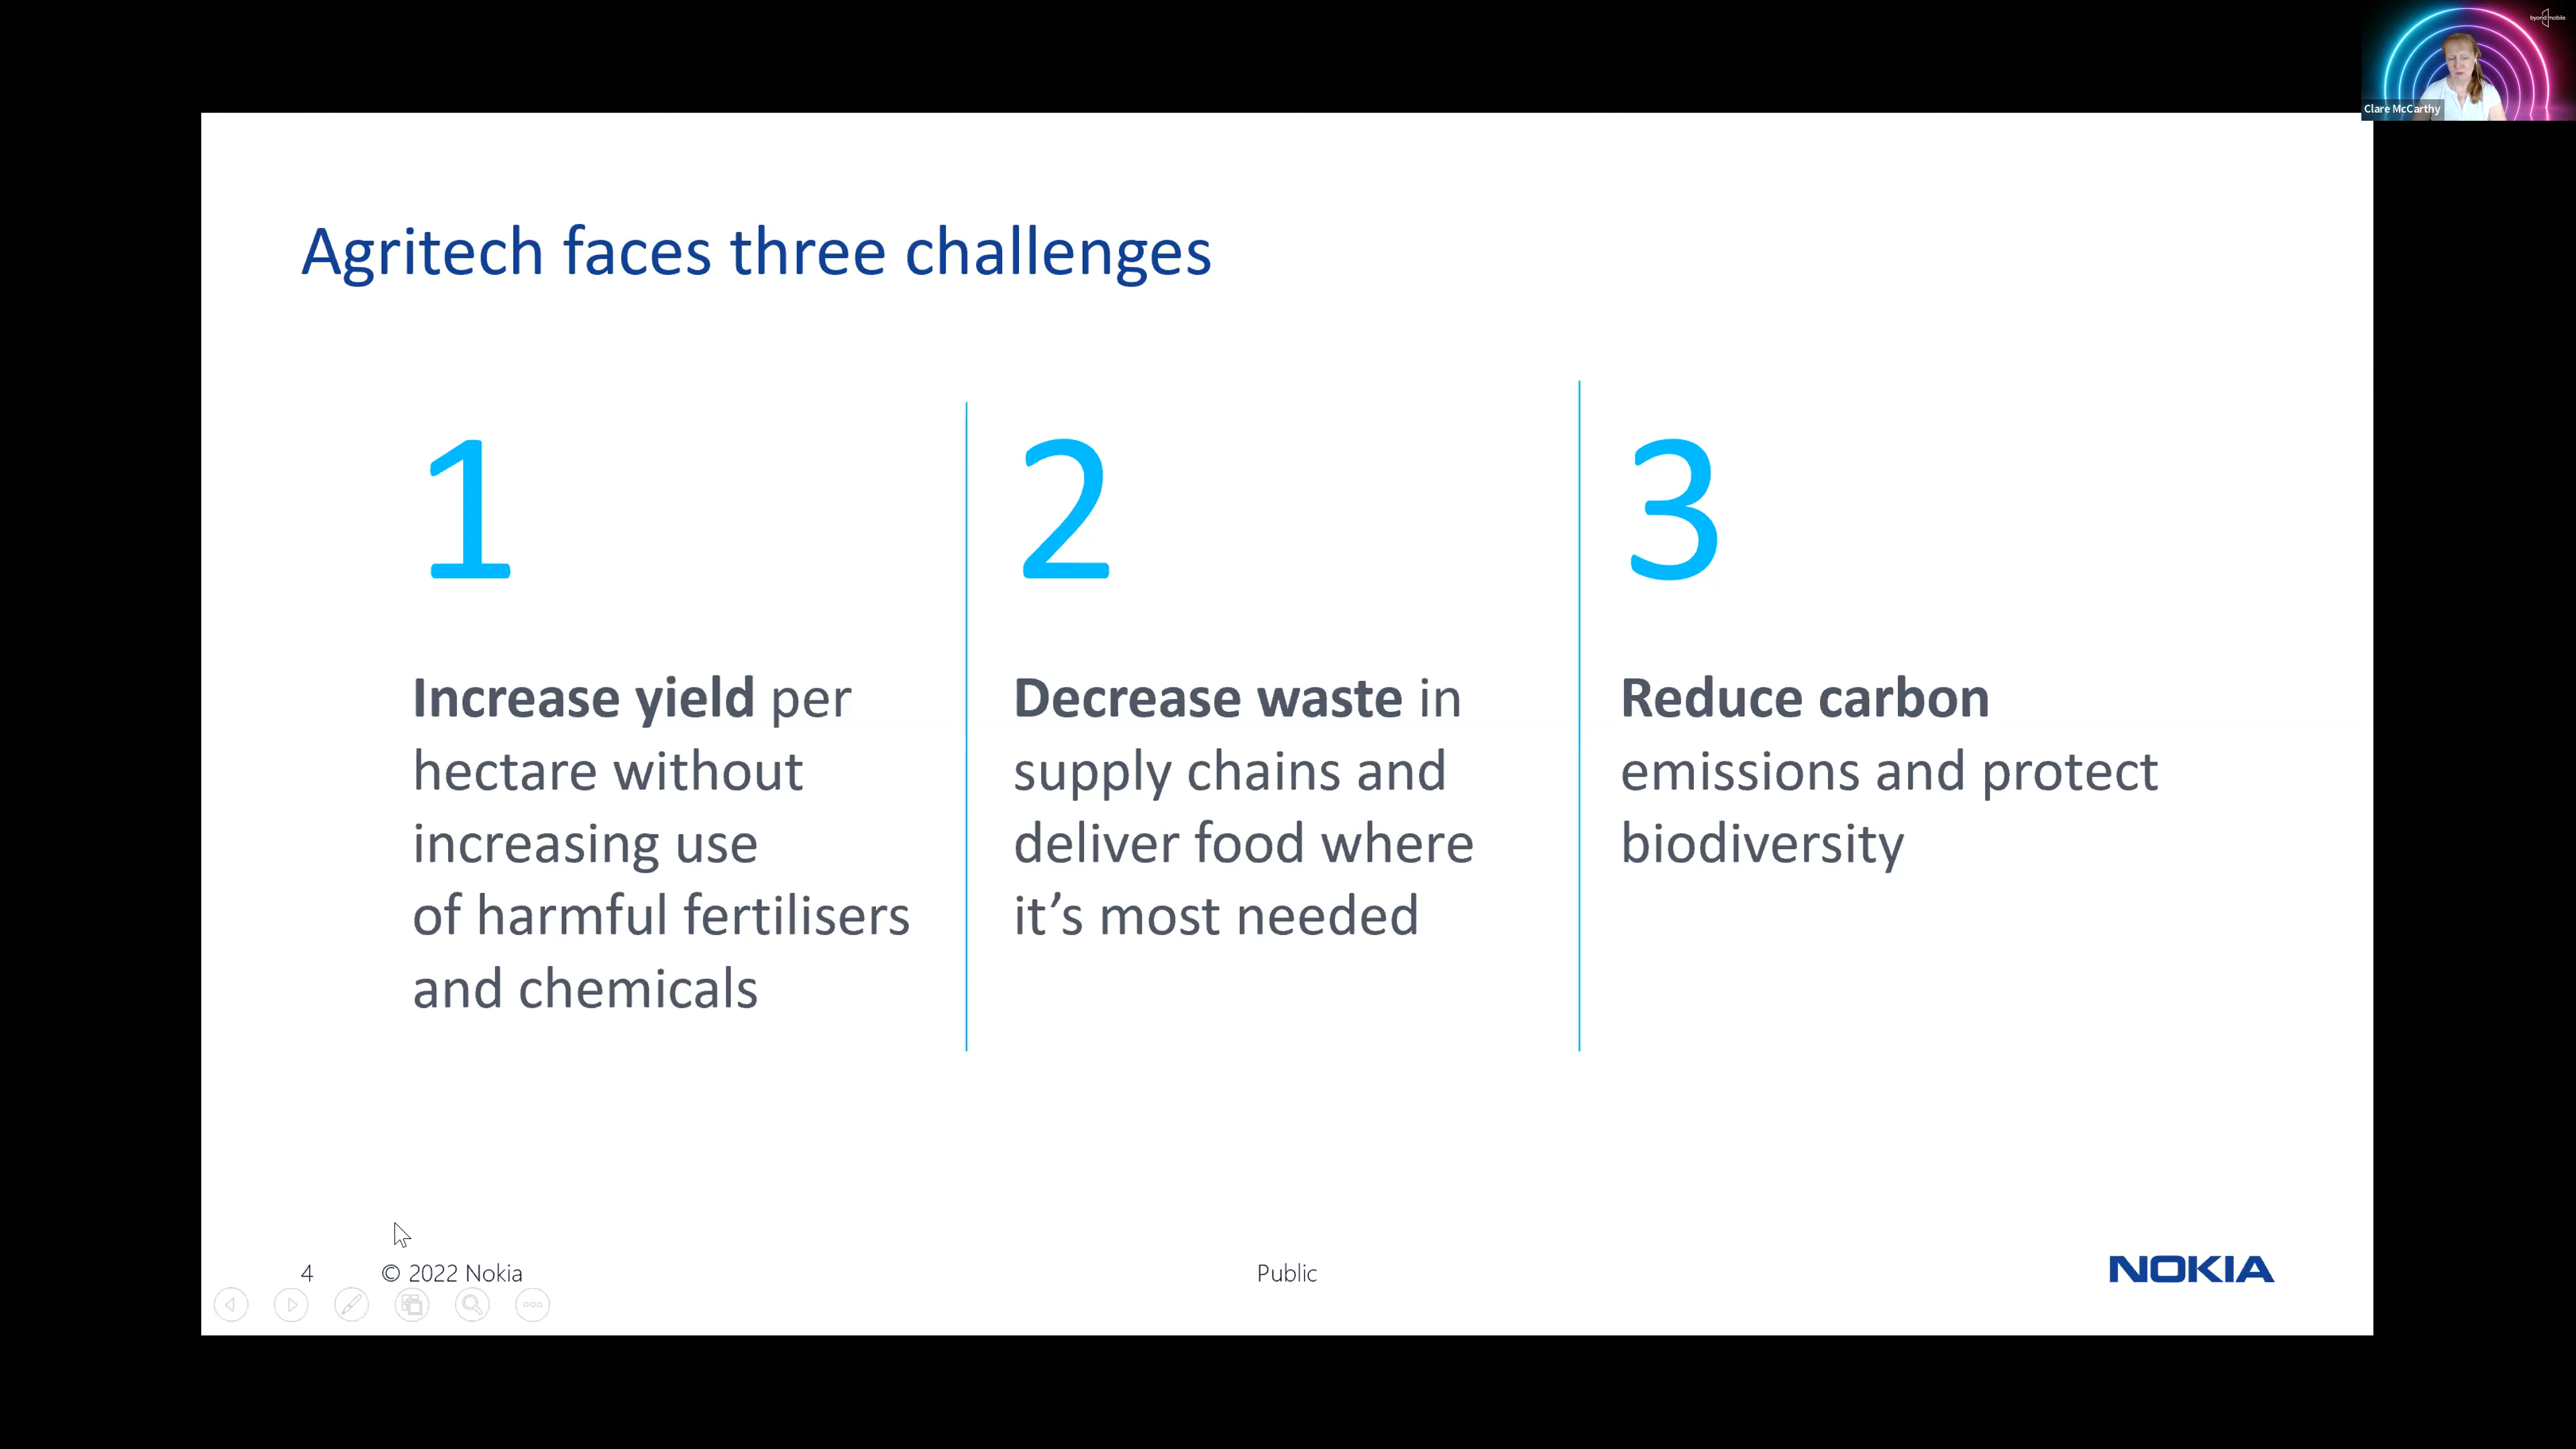 byond mobile
Clare McCarthy
Agritech faces three challenges
1
Increase yield per
hectare without
increasing use
of harmful fertilisers
and chemicals
2
Decrease waste in
supply chains and
deliver food where
it’s most needed
3
Reduce carbon
emissions and protect
biodiversity
4 © 2022 Nokia
Public
NOKIA